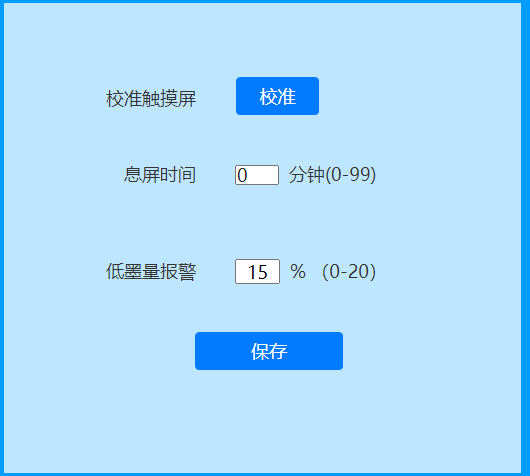 校准触摸屏 校准
息屏时间 0 分钟(0-99)
低墨量报警 15 % （0-20）
保存